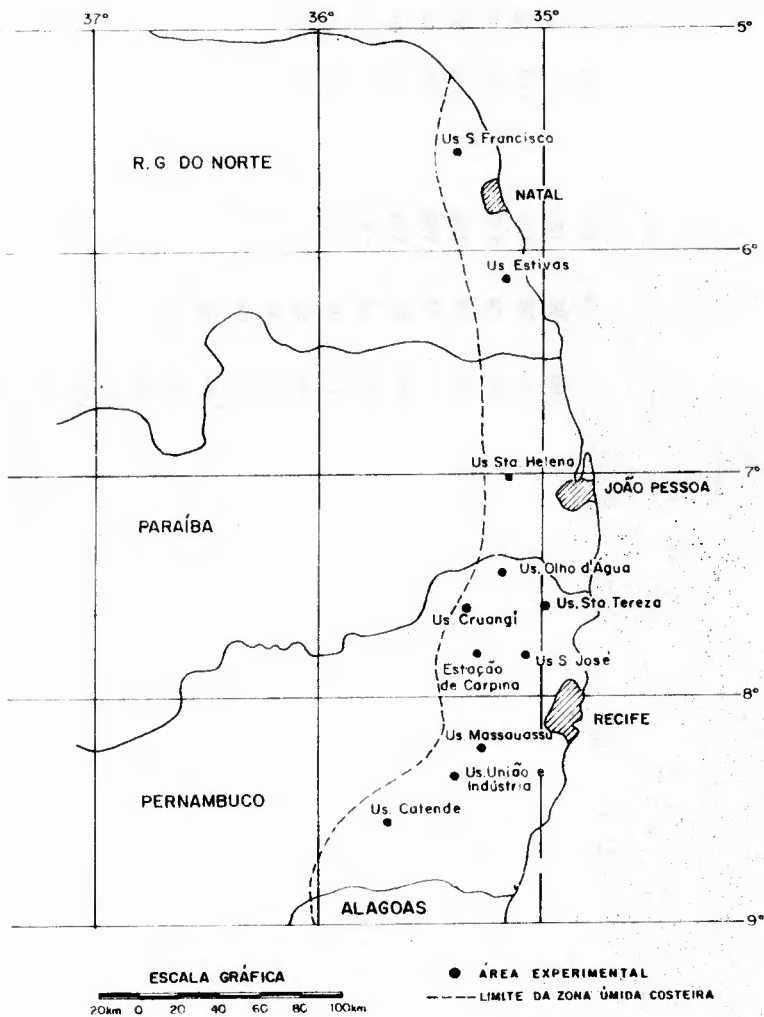 37° 36° 35° 5°
Us S Francisco
R. G. DO NORTE
NATAL
6°
Us Estivas
Us Sta. Helena
7°
JOÃO PESSOA
PARAÍBA
Us. Olho d'Água
Us. Sta. Tereza
Us. Cruangí
Estação
de Carpina
Us S. José
8°
RECIFE
Us. Massauassu
Us. União e
Indústria
PERNAMBUCO
Us. Catende
ALAGOAS
9°
ESCALA GRÁFICA
20km 0 20 40 60 80 100km
ÁREA EXPERIMENTAL
LIMITE DA ZONA ÚMIDA COSTEIRA